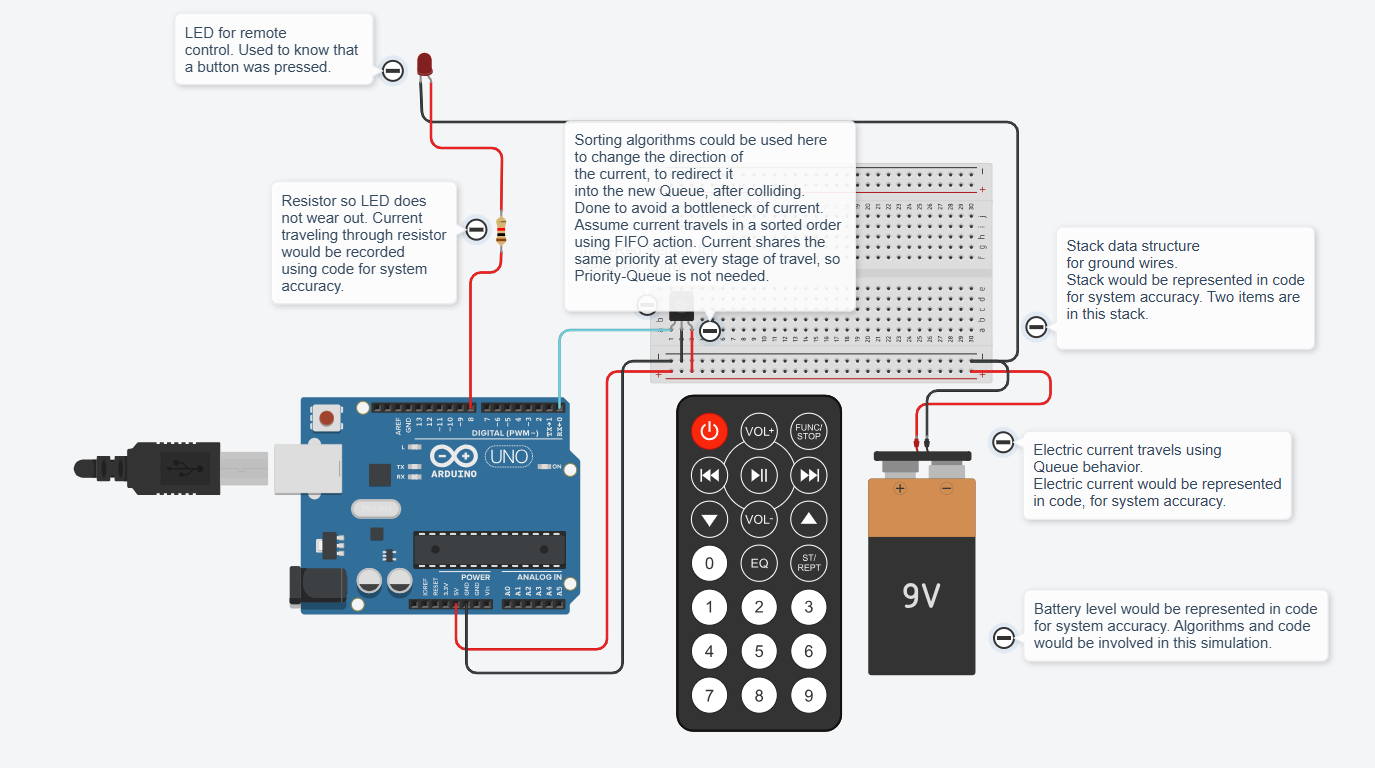 LED for remote
control. Used to know that
a button was pressed.
Sorting algorithms could be used here
to change the direction of
the current, to redirect it
into the new Queue, after colliding.
Done to avoid a bottleneck of current.
Assume current travels in a sorted order
using FIFO action. Current shares the
same priority at every stage of travel, so
Priority-Queue is not needed.
Resistor so LED does
not wear out. Current
traveling through resistor
would be recorded
using code for system
accuracy.
Stack data structure
for ground wires.
Stack would be represented in code
for system accuracy. Two items are
in this stack.
Electric current travels using
Queue behavior.
Electric current would be represented
in code, for system accuracy.
Battery level would be represented in code
for system accuracy. Algorithms and code
would be involved in this simulation.
AREF
GND
13
12
~11
~10
~9
8
7
~6
~5
4
~3
2
TX→1
RX←0
DIGITAL (PWM~)
L
TX
RX
ARDUINO
UNO
ON
POWER
ANALOG IN
IOREF
RESET
3.3V
5V
GND
GND
Vin
A0
A1
A2
A3
A4
A5
VOL+
FUNC/
STOP
VOL-
0
EQ
ST/
REPT
1 2 3
4 5 6
7 8 9
+ −
9V